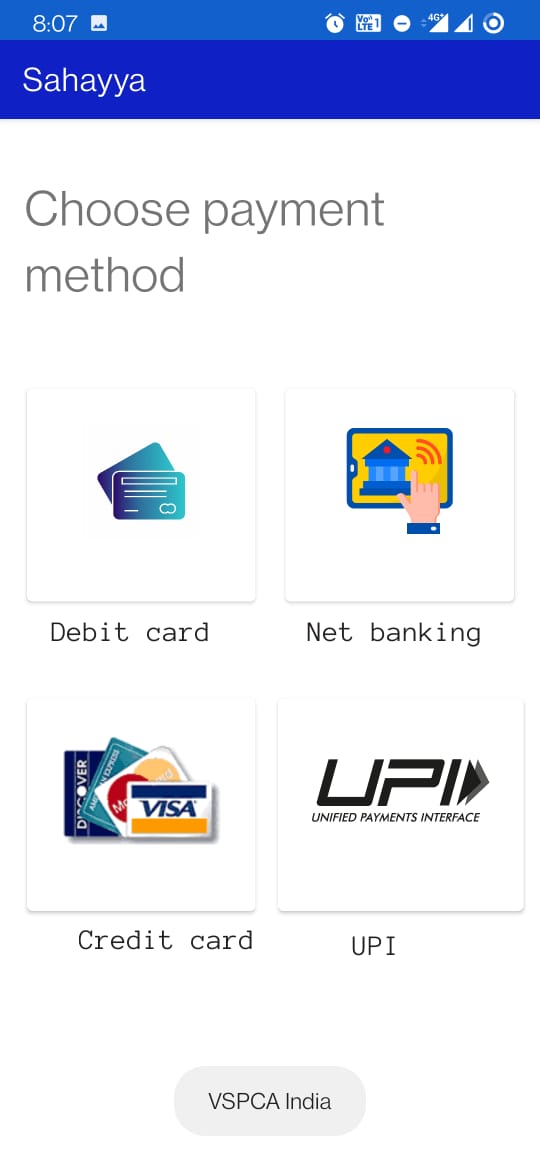 8:07
Vo LTE 1
4G+
Sahayya
Choose payment
method
Debit card
Net banking
DISCOVER
AMERICAN EXPRESS
VISA
UPI
UNIFIED PAYMENTS INTERFACE
Credit card
UPI
VSPCA India